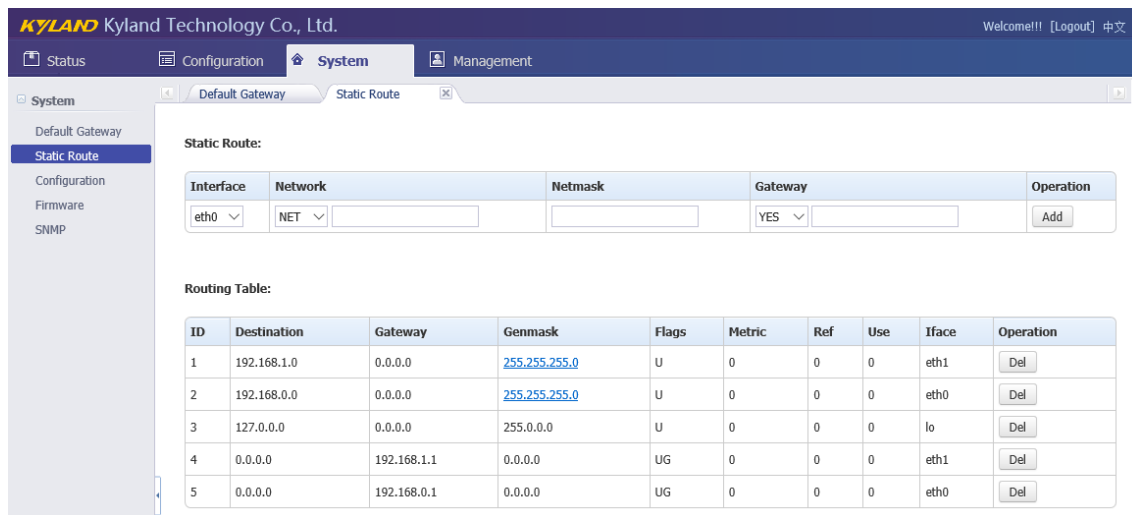 KYLAND Kyland Technology Co., Ltd. Welcome!!! [Logout] 中文
Status Configuration System Management
System
Default Gateway
Static Route
Configuration
Firmware
SNMP
Default Gateway Static Route
Static Route:
Interface Network Netmask Gateway Operation
eth0 NET YES Add
Routing Table:
ID Destination Gateway Genmask Flags Metric Ref Use Iface Operation
1 192.168.1.0 0.0.0.0 255.255.255.0 U 0 0 0 eth1 Del
2 192.168.0.0 0.0.0.0 255.255.255.0 U 0 0 0 eth0 Del
3 127.0.0.0 0.0.0.0 255.0.0.0 U 0 0 0 lo Del
4 0.0.0.0 192.168.1.1 0.0.0.0 UG 0 0 0 eth1 Del
5 0.0.0.0 192.168.0.1 0.0.0.0 UG 0 0 0 eth0 Del